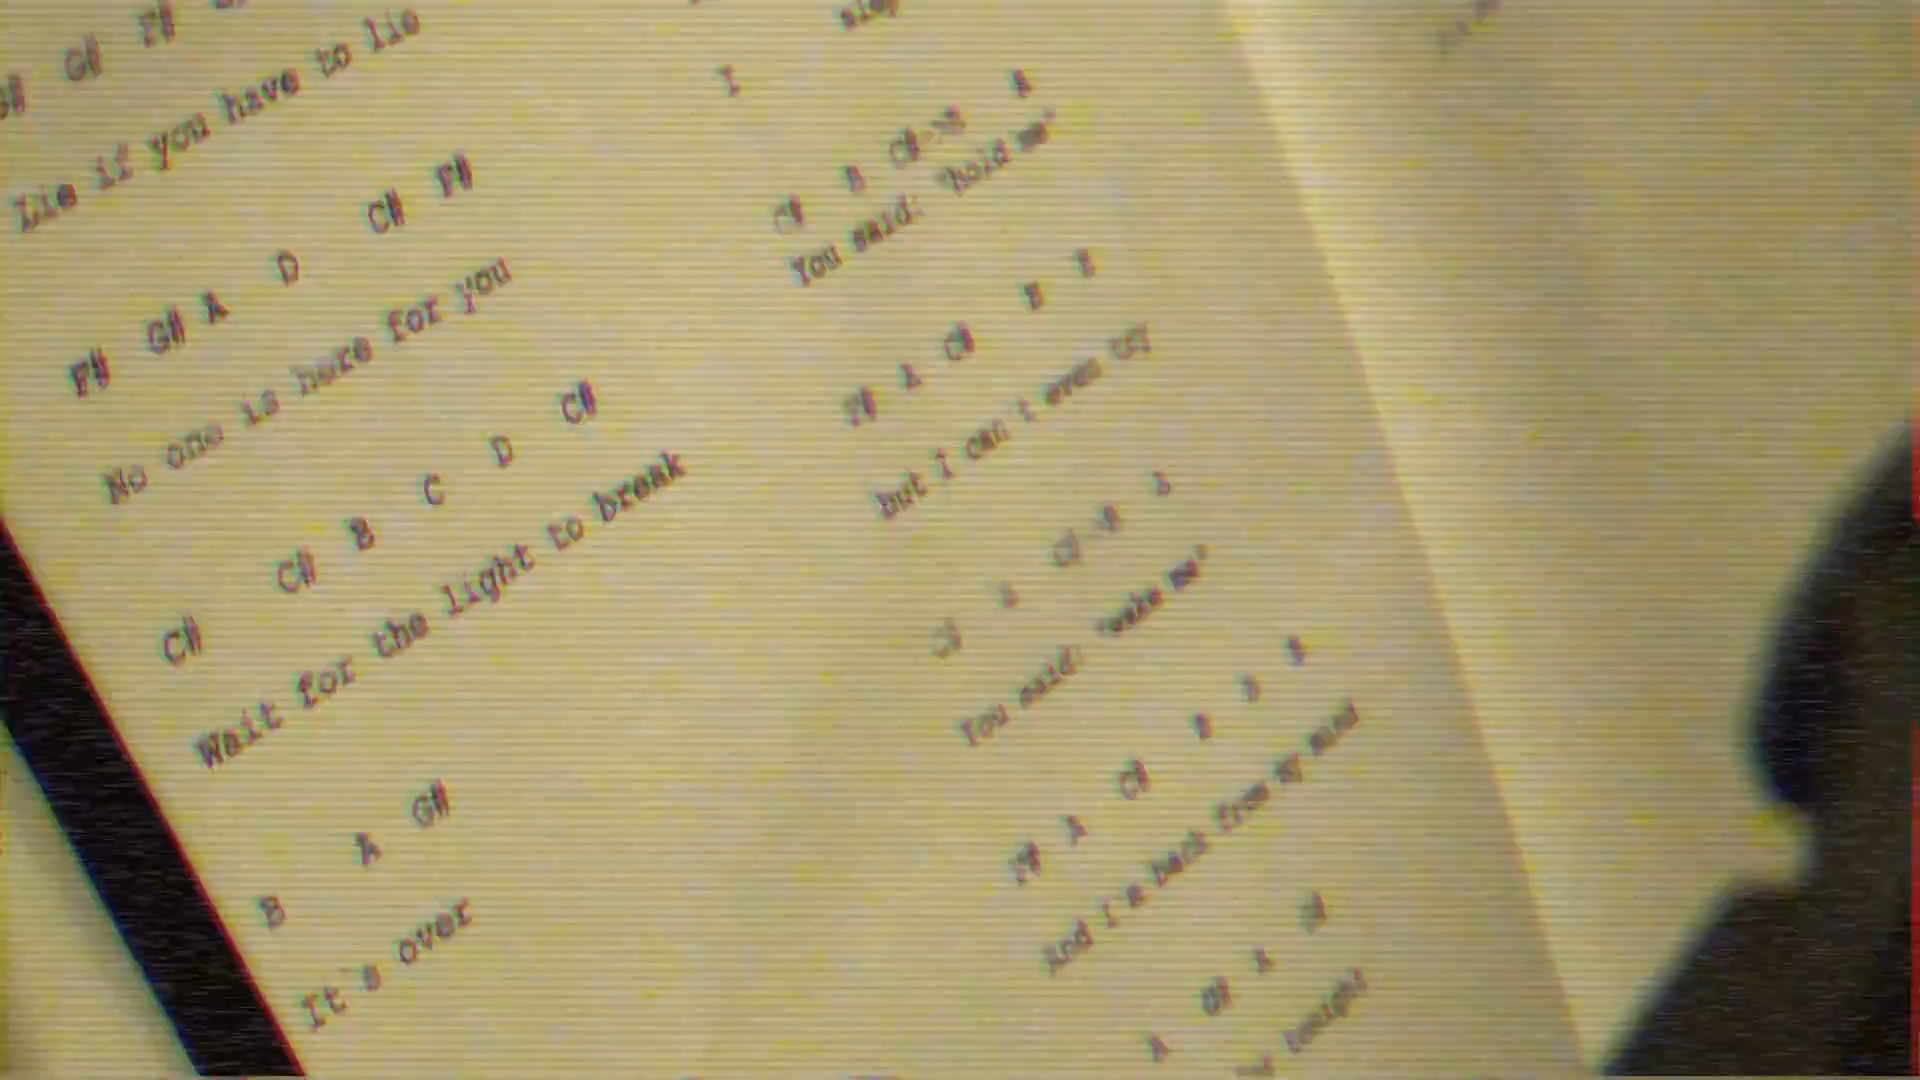 G# F#
Lie if you have to lie
F# G# A D C# F#
No one is here for you
C# C# B C D C#
Wait for the light to break
B A G#
It's over
I
C# B C# A
You said: "hold me"
F# A C# B
but I can't even cry
You said: "wake me"
F# A C# B
And I'm back from my mind
A G# A
tonight